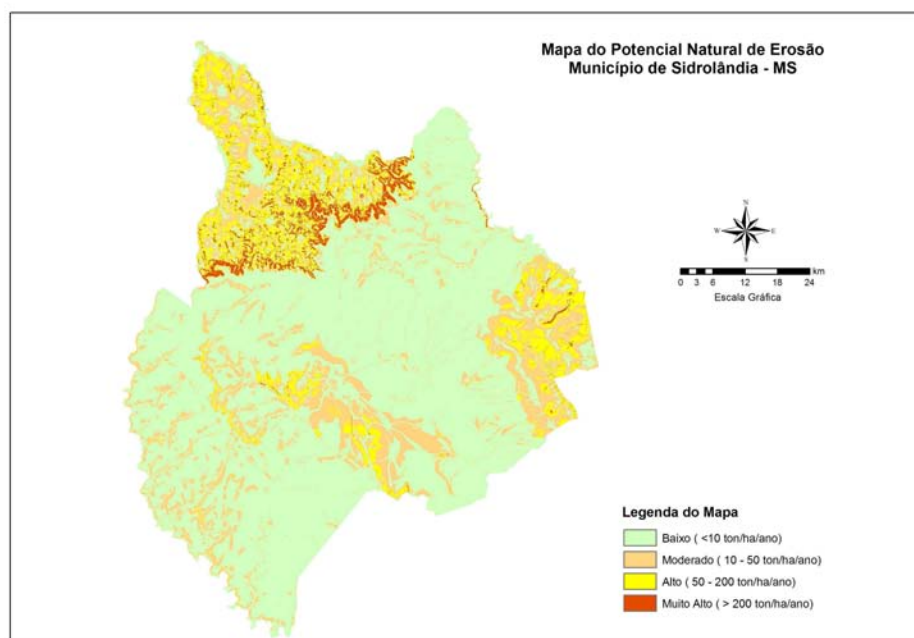 Mapa do Potencial Natural de Erosão
Município de Sidrolândia - MS
N
W E
S
km
0 3 6 12 18 24
Escala Gráfica
Legenda do Mapa
Baixo ( <10 ton/ha/ano)
Moderado ( 10 - 50 ton/ha/ano)
Alto ( 50 - 200 ton/ha/ano)
Muito Alto ( > 200 ton/ha/ano)